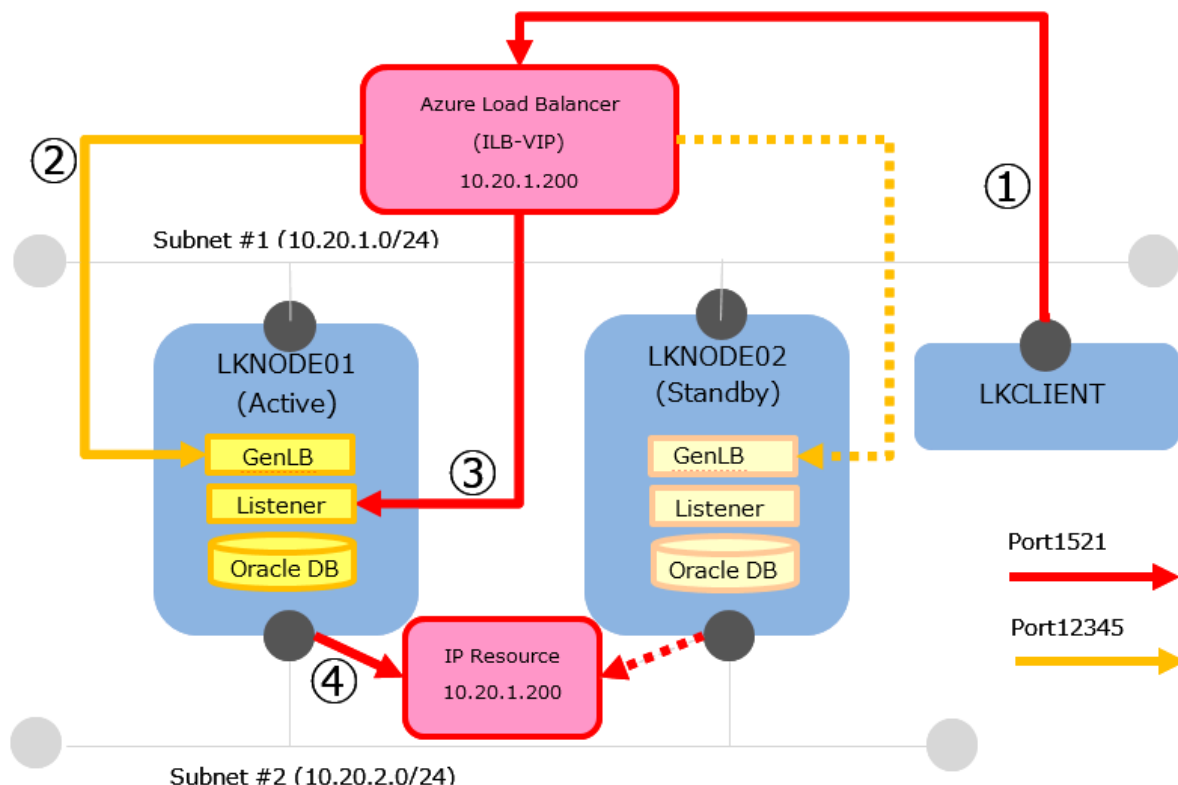 Azure Load Balancer
(ILB-VIP)
10.20.1.200
②
①
Subnet #1 (10.20.1.0/24)
LKNODE01
(Active)
GenLB
Listener
Oracle DB
③
LKNODE02
(Standby)
GenLB
Listener
Oracle DB
LKCLIENT
Port1521
Port12345
④
IP Resource
10.20.1.200
Subnet #2 (10.20.2.0/24)